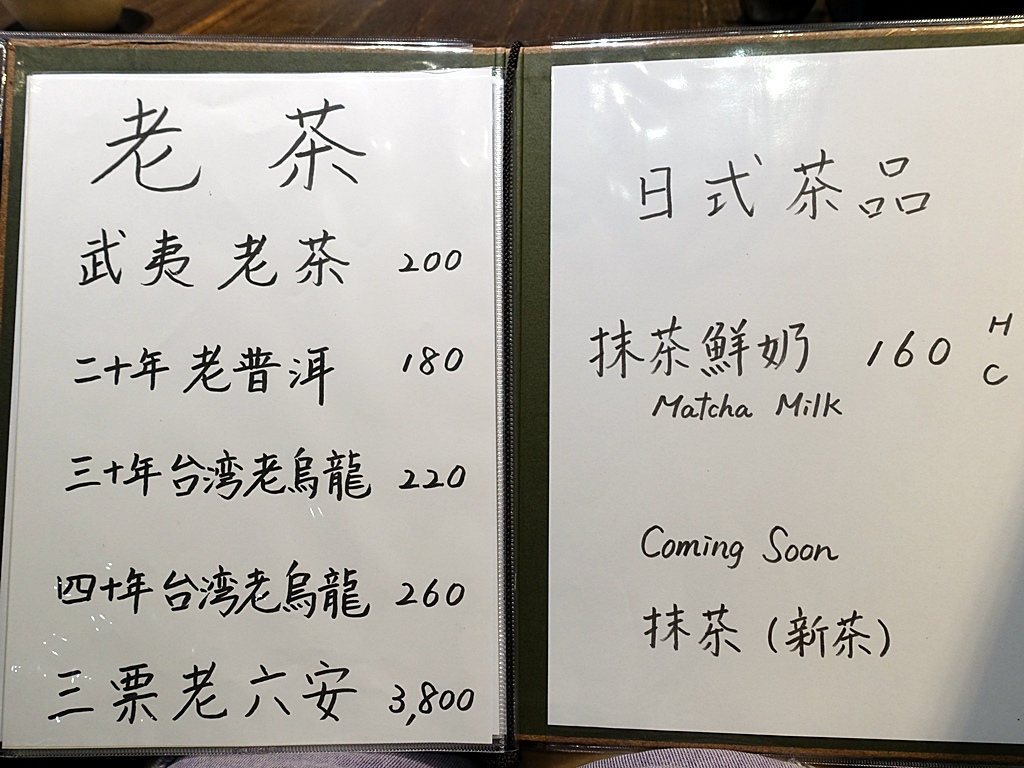 老茶
武夷老茶 200
二十年老普洱 180
三十年台湾老烏龍 220
四十年台湾老烏龍 260
三票老六安 3,800
日式茶品
抹茶鮮奶 160 H C
Matcha Milk
Coming Soon
抹茶(新茶)